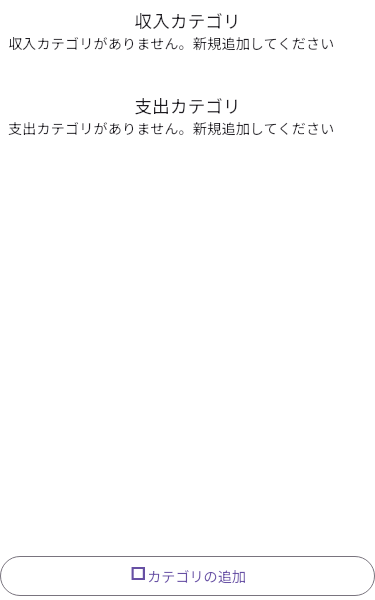 収入カテゴリ
収入カテゴリがありません。新規追加してください
支出カテゴリ
支出カテゴリがありません。新規追加してください
カテゴリの追加